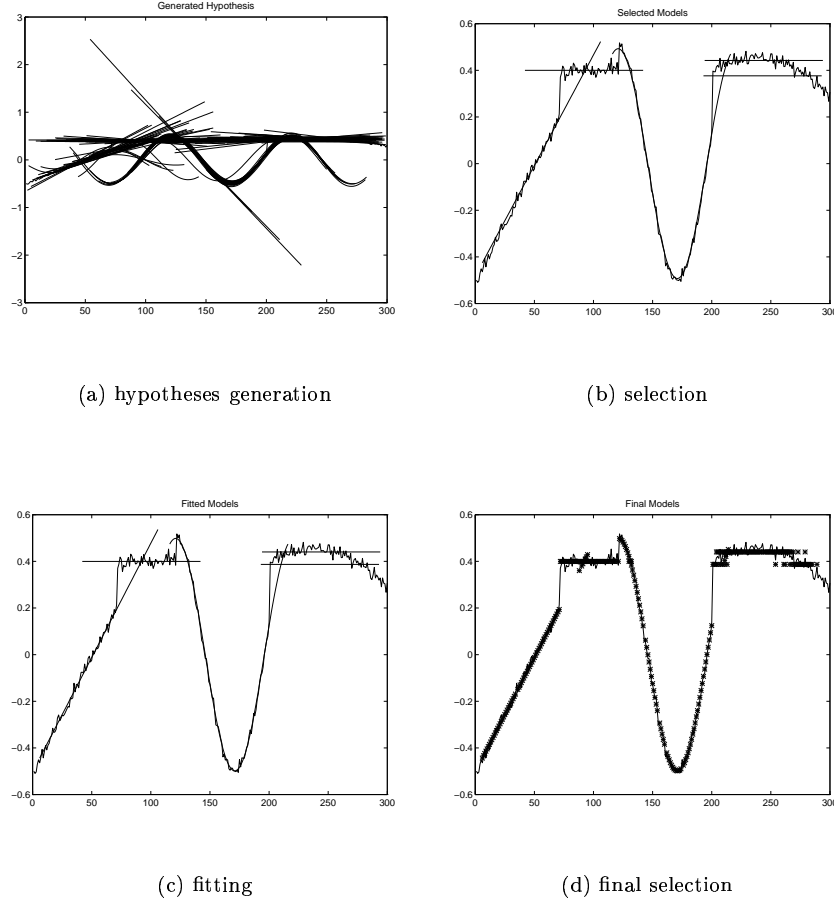 Generated Hypothesis
3
2
1
0
−1
−2
−3
0 50 100 150 200 250 300
(a) hypotheses generation
Selected Models
0.6
0.4
0.2
0
−0.2
−0.4
−0.6
0 50 100 150 200 250 300
(b) selection
Fitted Models
0.6
0.4
0.2
0
−0.2
−0.4
−0.6
0 50 100 150 200 250 300
(c) fitting
Final Models
0.6
0.4
0.2
0
−0.2
−0.4
−0.6
0 50 100 150 200 250 300
(d) final selection